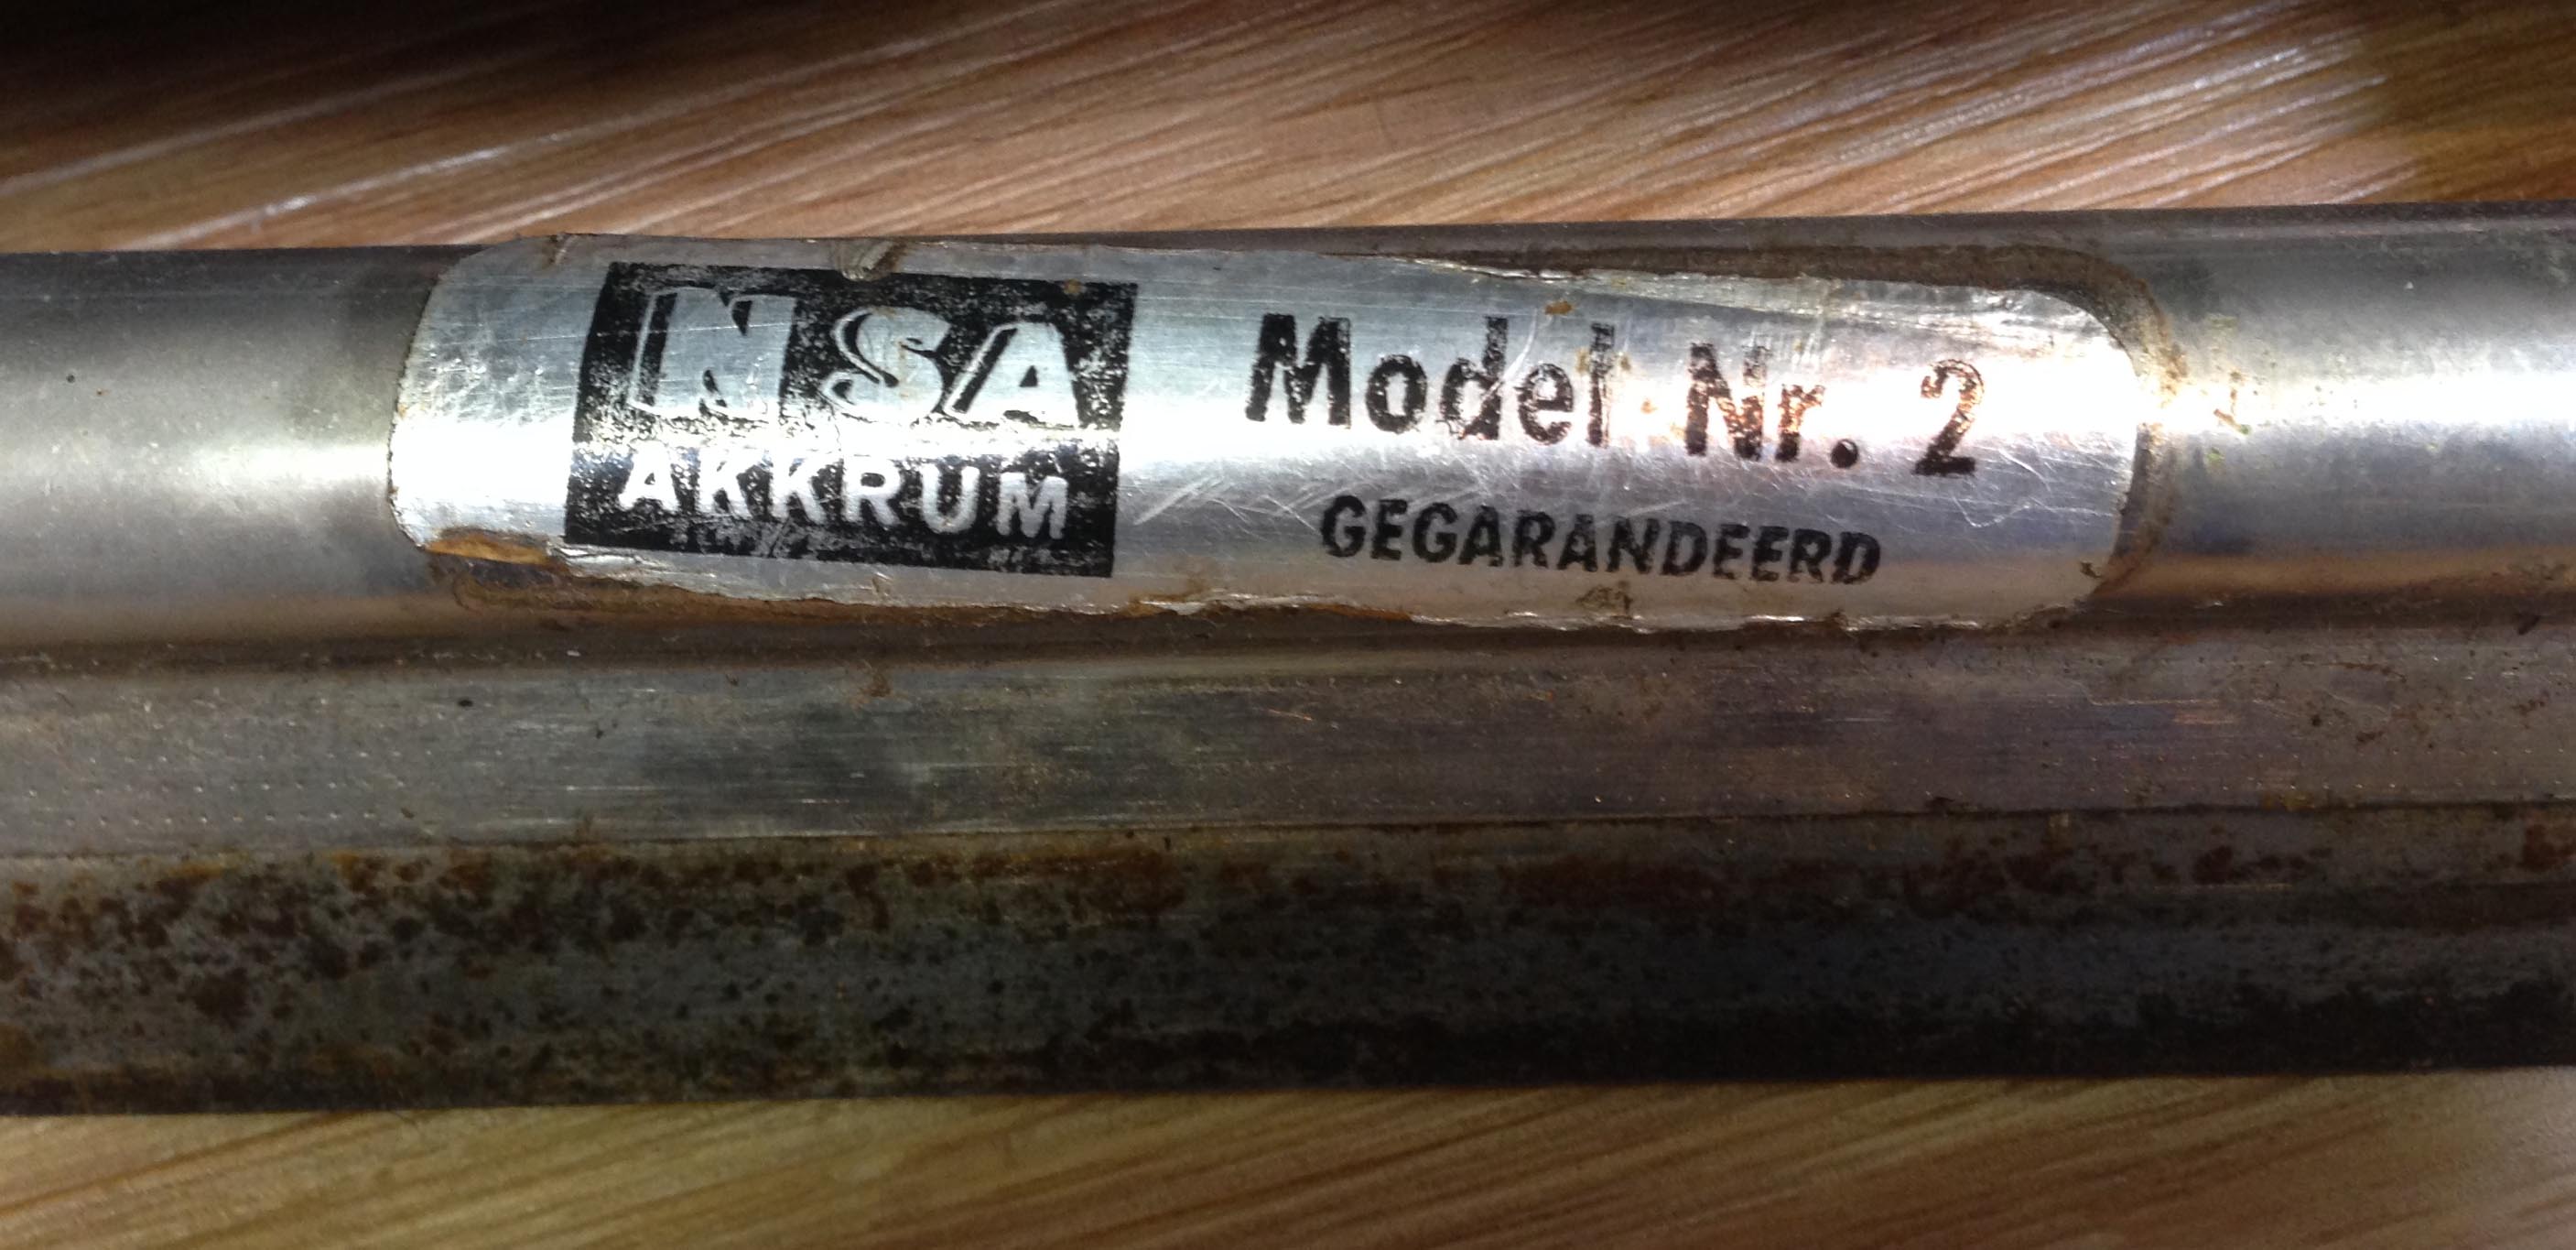 NSA
AKKRUM
Model Nr. 2
GEGARANDEERD